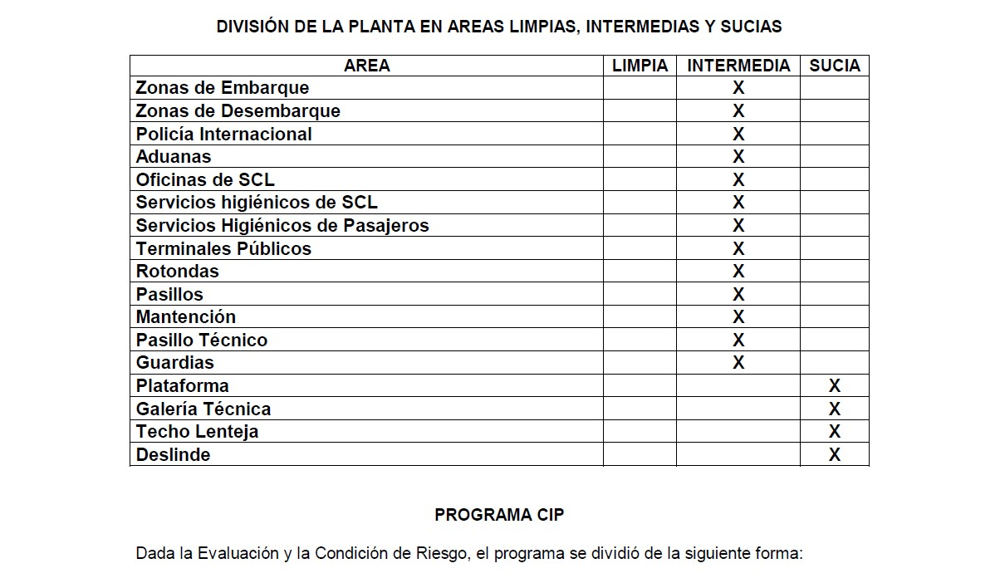 DIVISIÓN DE LA PLANTA EN AREAS LIMPIAS, INTERMEDIAS Y SUCIAS
AREA LIMPIA INTERMEDIA SUCIA
Zonas de Embarque X
Zonas de Desembarque X
Policía Internacional X
Aduanas X
Oficinas de SCL X
Servicios higiénicos de SCL X
Servicios Higiénicos de Pasajeros X
Terminales Públicos X
Rotondas X
Pasillos X
Mantención X
Pasillo Técnico X
Guardias X
Plataforma X
Galería Técnica X
Techo Lenteja X
Deslinde X
PROGRAMA CIP
Dada la Evaluación y la Condición de Riesgo, el programa se dividió de la siguiente forma: